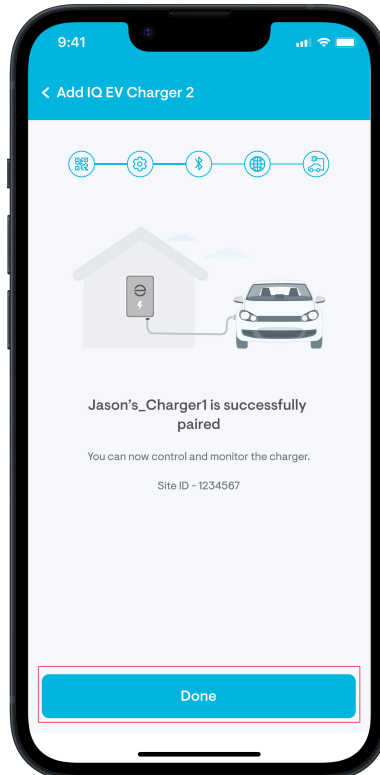 9:41
Add IQ EV Charger 2
Jason's_Charger1 is successfully
paired
You can now control and monitor the charger.
Site ID - 1234567
Done